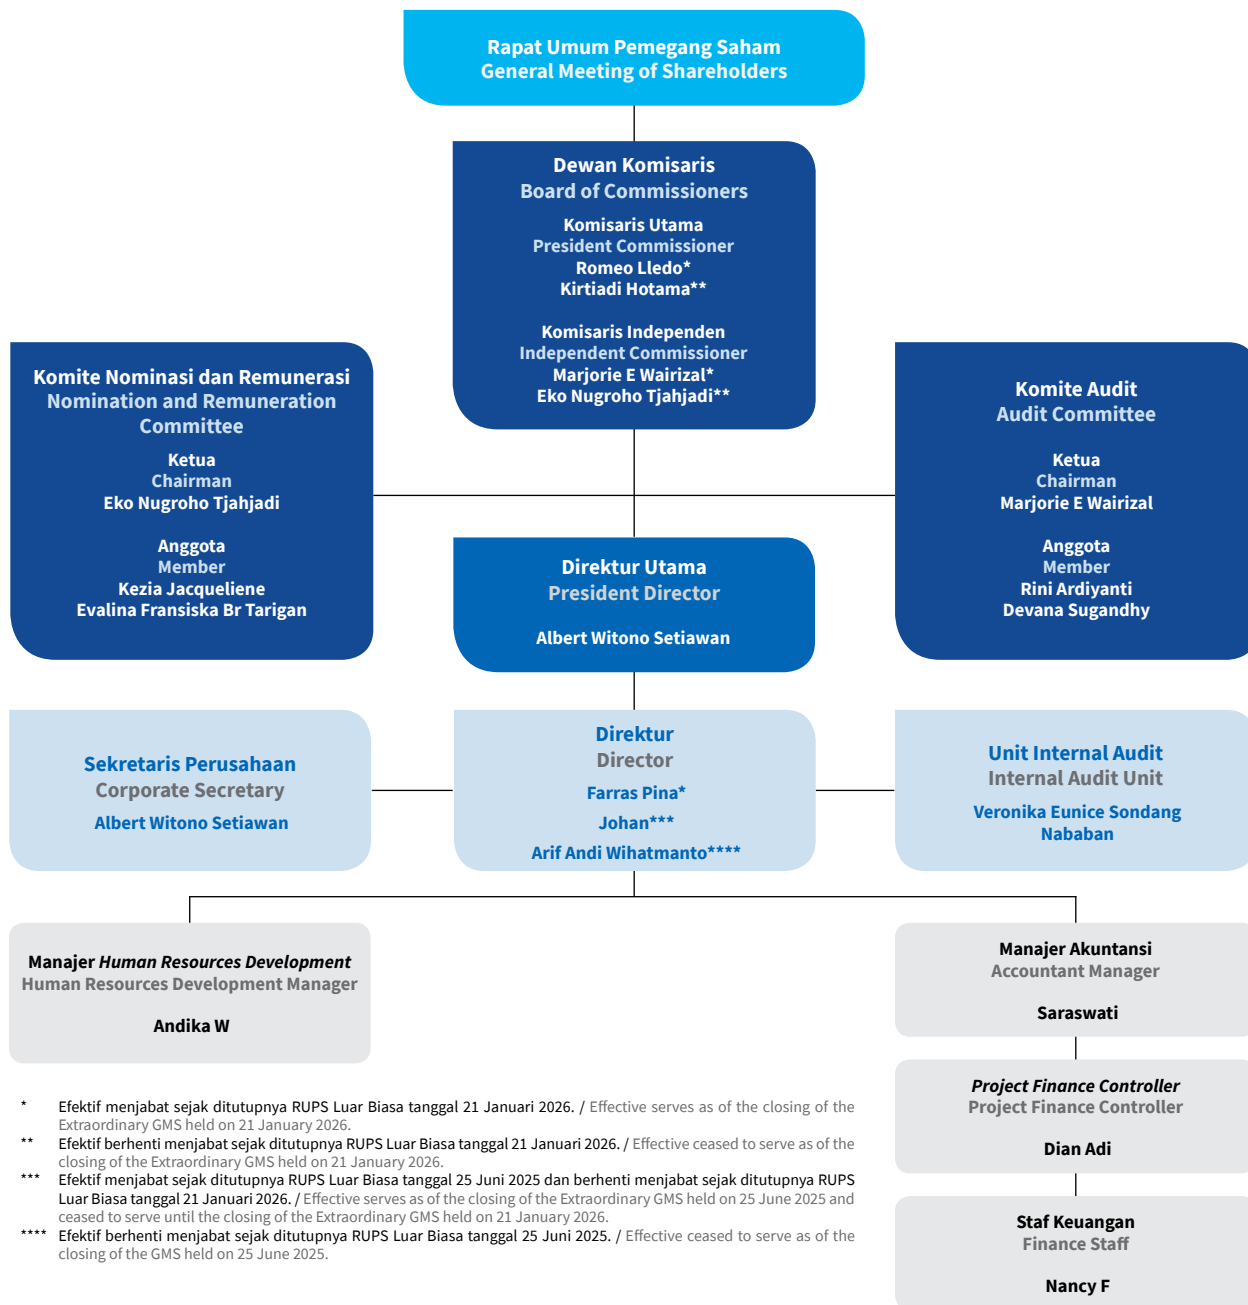 Rapat Umum Pemegang Saham
General Meeting of Shareholders
Dewan Komisaris
Board of Commissioners
Komisaris Utama
President Commissioner
Romeo Lledo*
Kirtiadi Hotama**
Komisaris Independen
Independent Commissioner
Marjorie E Wairizal*
Eko Nugroho Tjahjadi**
Komite Nominasi dan Remunerasi
Nomination and Remuneration
Committee
Ketua
Chairman
Eko Nugroho Tjahjadi
Anggota
Member
Kezia Jacqueliene
Evalina Fransiska Br Tarigan
Komite Audit
Audit Committee
Ketua
Chairman
Marjorie E Wairizal
Anggota
Member
Rini Ardiyanti
Devana Sugandhy
Direktur Utama
President Director
Albert Witono Setiawan
Sekretaris Perusahaan
Corporate Secretary
Albert Witono Setiawan
Direktur
Director
Farras Pina*
Johan***
Arif Andi Wihatmanto****
Unit Internal Audit
Internal Audit Unit
Veronika Eunice Sondang
Nababan
Manajer Human Resources Development
Human Resources Development Manager
Andika W
Manajer Akuntansi
Accountant Manager
Saraswati
Project Finance Controller
Project Finance Controller
Dian Adi
Staf Keuangan
Finance Staff
Nancy F
* Efektif menjabat sejak ditutupnya RUPS Luar Biasa tanggal 21 Januari 2026. / Effective serves as of the closing of the
Extraordinary GMS held on 21 January 2026.
** Efektif berhenti menjabat sejak ditutupnya RUPS Luar Biasa tanggal 21 Januari 2026. / Effective ceased to serve as of the
closing of the Extraordinary GMS held on 21 January 2026.
*** Efektif menjabat sejak ditutupnya RUPS Luar Biasa tanggal 25 Juni 2025 dan berhenti menjabat sejak ditutupnya RUPS
Luar Biasa tanggal 21 Januari 2026. / Effective serves as of the closing of the Extraordinary GMS held on 25 June 2025 and
ceased to serve until the closing of the Extraordinary GMS held on 21 January 2026.
**** Efektif berhenti menjabat sejak ditutupnya RUPS Luar Biasa tanggal 25 Juni 2025. / Effective ceased to serve as of the
closing of the GMS held on 25 June 2025.